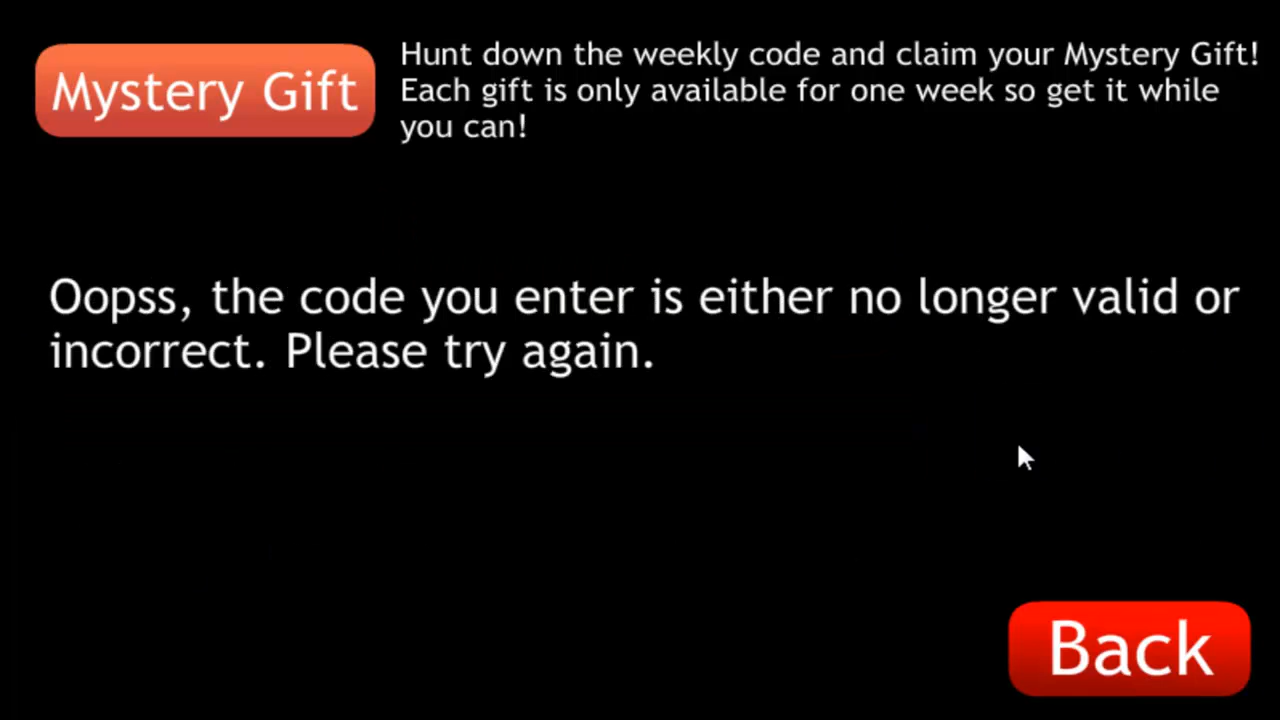 Mystery Gift
Hunt down the weekly code and claim your Mystery Gift!
Each gift is only available for one week so get it while
you can!
Oopss, the code you enter is either no longer valid or
incorrect. Please try again.
Back